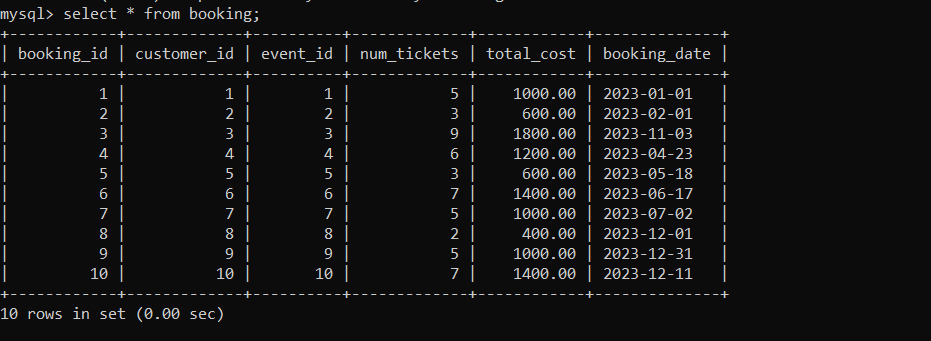 mysql> select * from booking;
+------------+-------------+----------+-------------+------------+--------------+
| booking_id | customer_id | event_id | num_tickets | total_cost | booking_date |
+------------+-------------+----------+-------------+------------+--------------+
|          1 |           1 |        1 |           5 |    1000.00 | 2023-01-01   |
|          2 |           2 |        2 |           3 |     600.00 | 2023-02-01   |
|          3 |           3 |        3 |           9 |    1800.00 | 2023-11-03   |
|          4 |           4 |        4 |           6 |    1200.00 | 2023-04-23   |
|          5 |           5 |        5 |           3 |     600.00 | 2023-05-18   |
|          6 |           6 |        6 |           7 |    1400.00 | 2023-06-17   |
|          7 |           7 |        7 |           5 |    1000.00 | 2023-07-02   |
|          8 |           8 |        8 |           2 |     400.00 | 2023-12-01   |
|          9 |           9 |        9 |           5 |    1000.00 | 2023-12-31   |
|         10 |          10 |       10 |           7 |    1400.00 | 2023-12-11   |
+------------+-------------+----------+-------------+------------+--------------+
10 rows in set (0.00 sec)